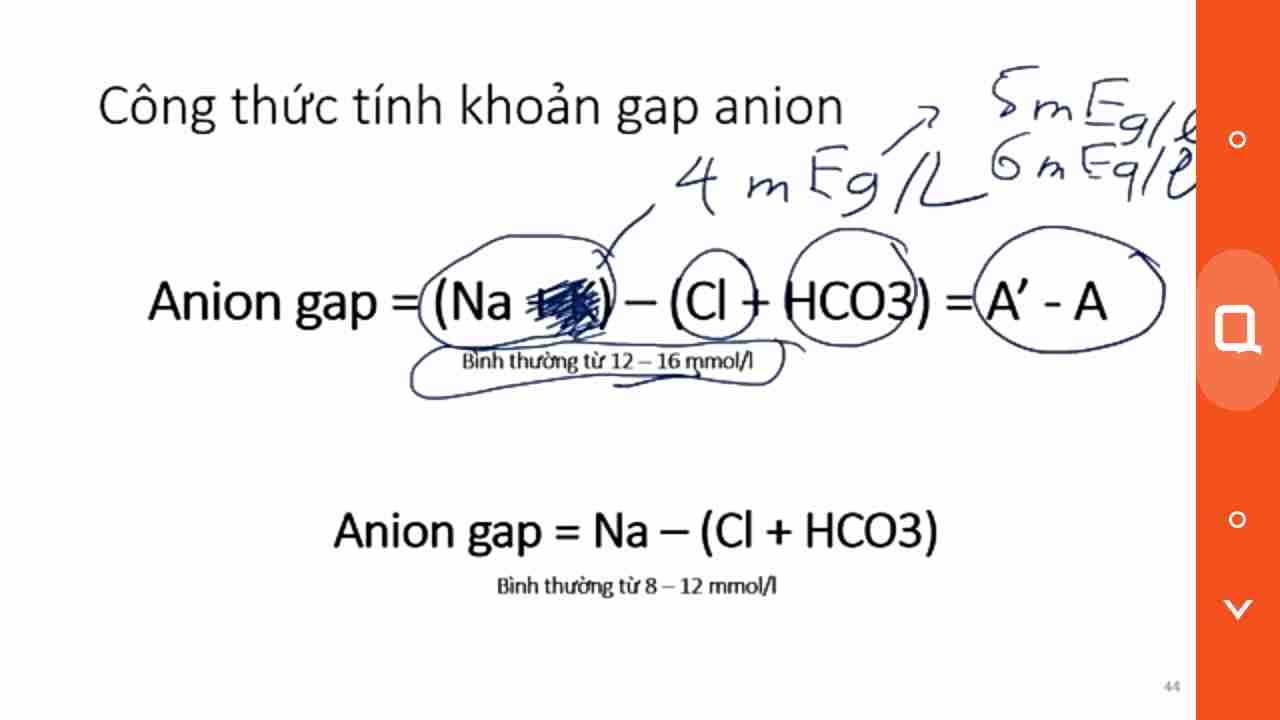 Công thức tính khoản gap anion
5 mEq/l
4 mEq/L 6 mEq/l
Anion gap = (Na + K) – (Cl + HCO3) = A’ - A
Bình thường từ 12 – 16 mmol/l
Anion gap = Na – (Cl + HCO3)
Bình thường từ 8 – 12 mmol/l
44